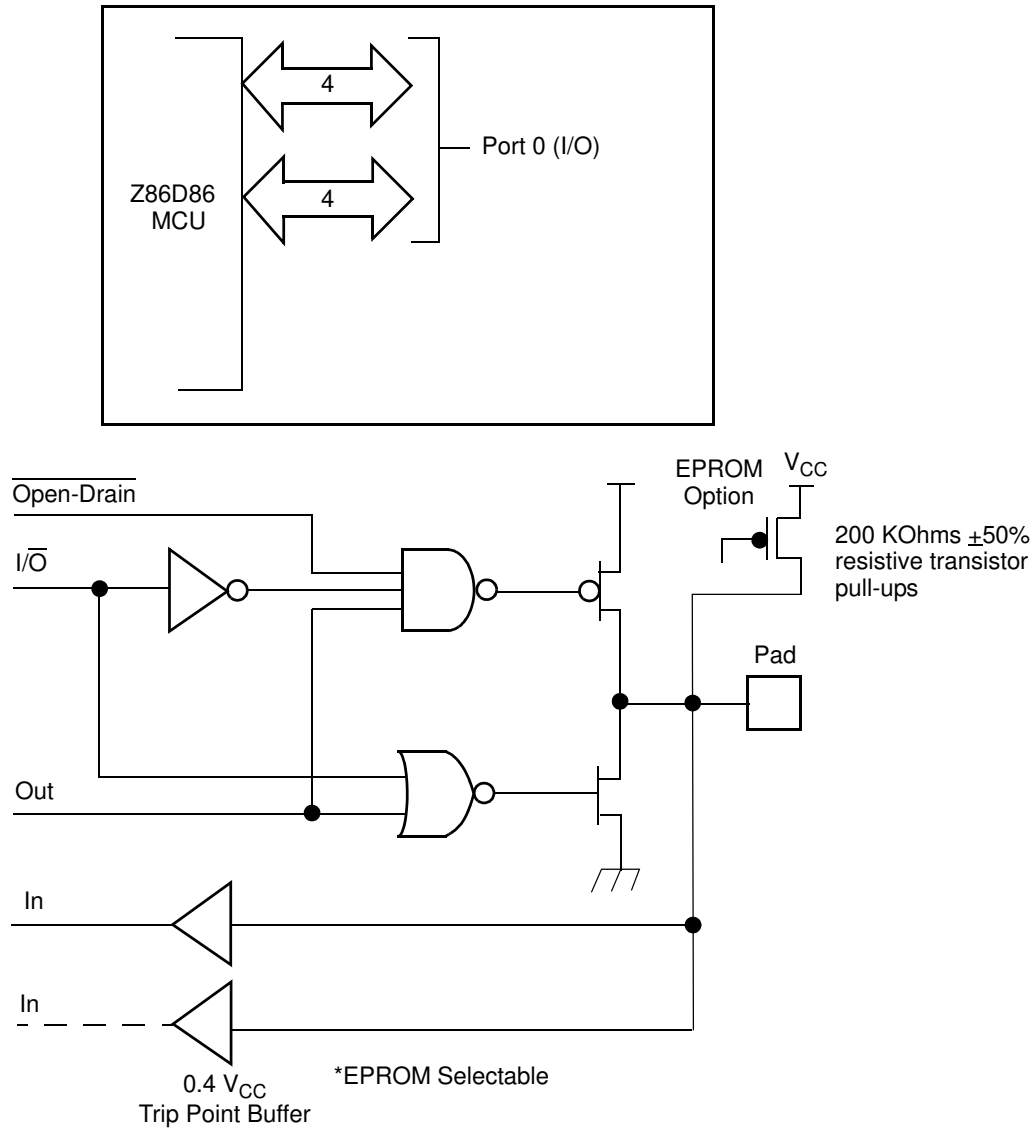 4
Port 0 (I/O)
4
Z86D86
MCU
Open-Drain
I/O
Out
In
In
0.4 VCC
Trip Point Buffer
*EPROM Selectable
EPROM
Option
VCC
200 KOhms ±50%
resistive transistor
pull-ups
Pad